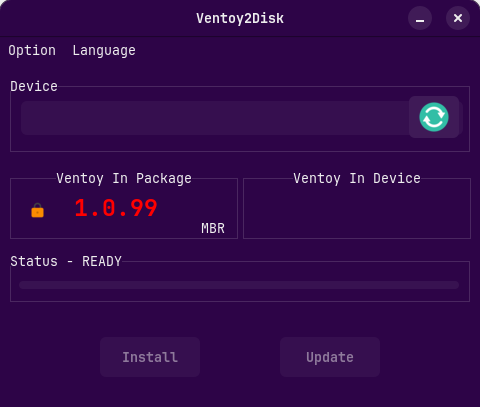 Ventoy2Disk
Option Language
Device
Ventoy In Package
1.0.99
MBR
Ventoy In Device
Status - READY
Install
Update